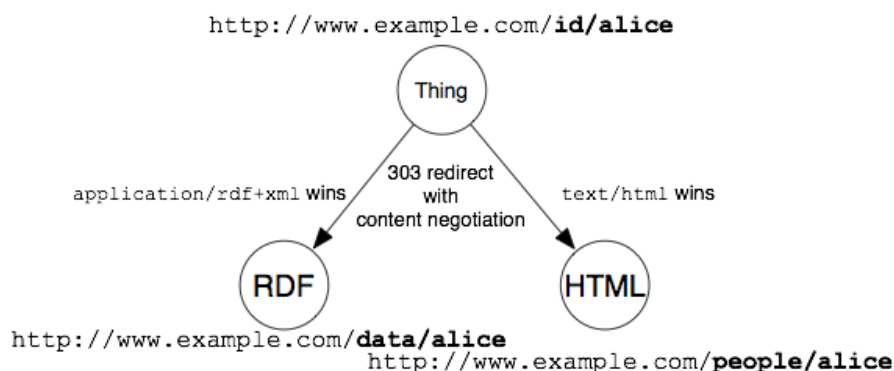 http://www.example.com/id/alice
Thing
303 redirect
with
content negotiation
application/rdf+xml wins
text/html wins
RDF
HTML
http://www.example.com/data/alice
http://www.example.com/people/alice